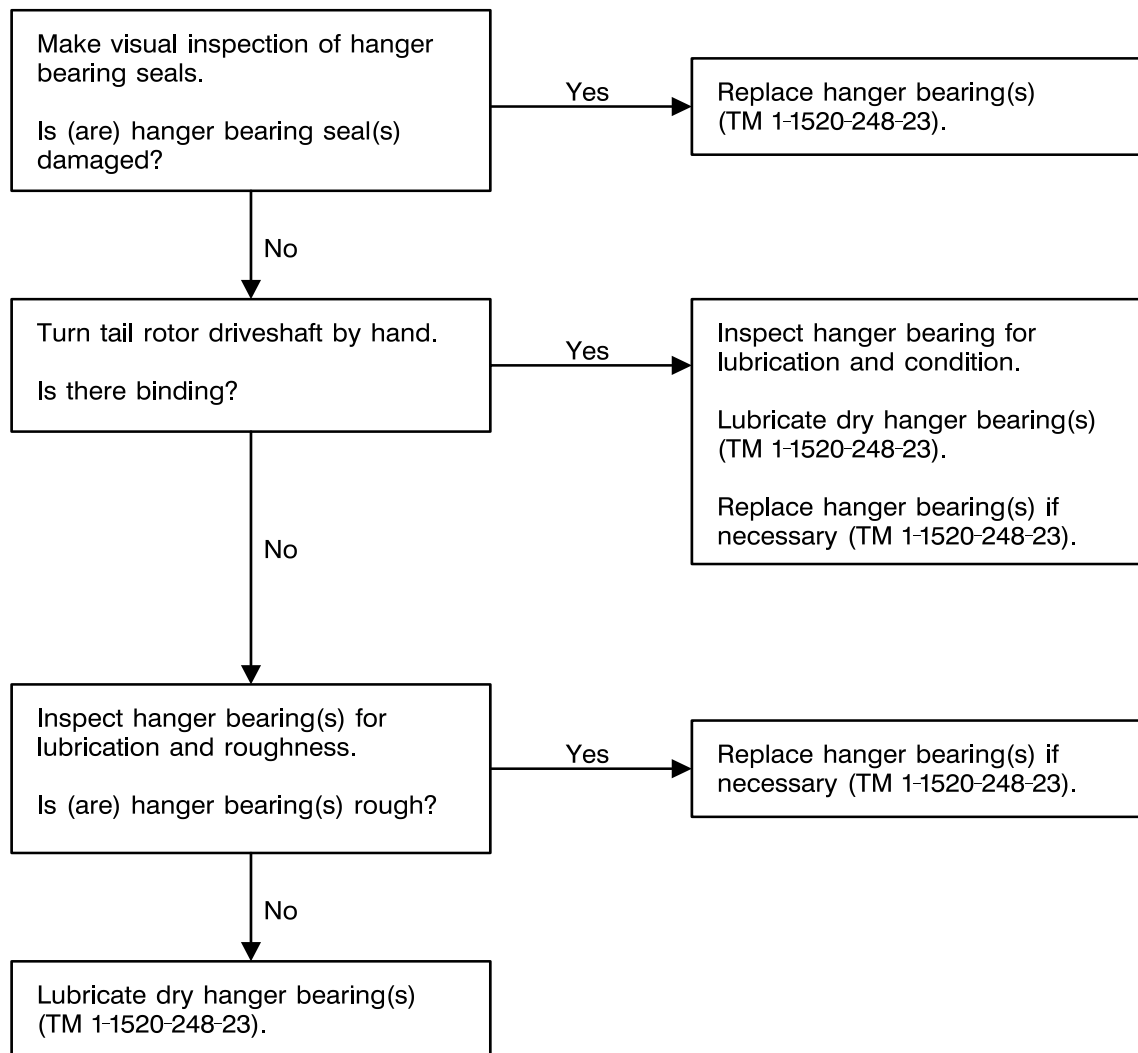 Make visual inspection of hanger
bearing seals.
Is (are) hanger bearing seal(s)
damaged?
Yes
Replace hanger bearing(s)
(TM 1-1520-248-23).
No
Turn tail rotor driveshaft by hand.
Is there binding?
Yes
Inspect hanger bearing for
lubrication and condition.
Lubricate dry hanger bearing(s)
(TM 1-1520-248-23).
Replace hanger bearing(s) if
necessary (TM 1-1520-248-23).
No
Inspect hanger bearing(s) for
lubrication and roughness.
Is (are) hanger bearing(s) rough?
Yes
Replace hanger bearing(s) if
necessary (TM 1-1520-248-23).
No
Lubricate dry hanger bearing(s)
(TM 1-1520-248-23).